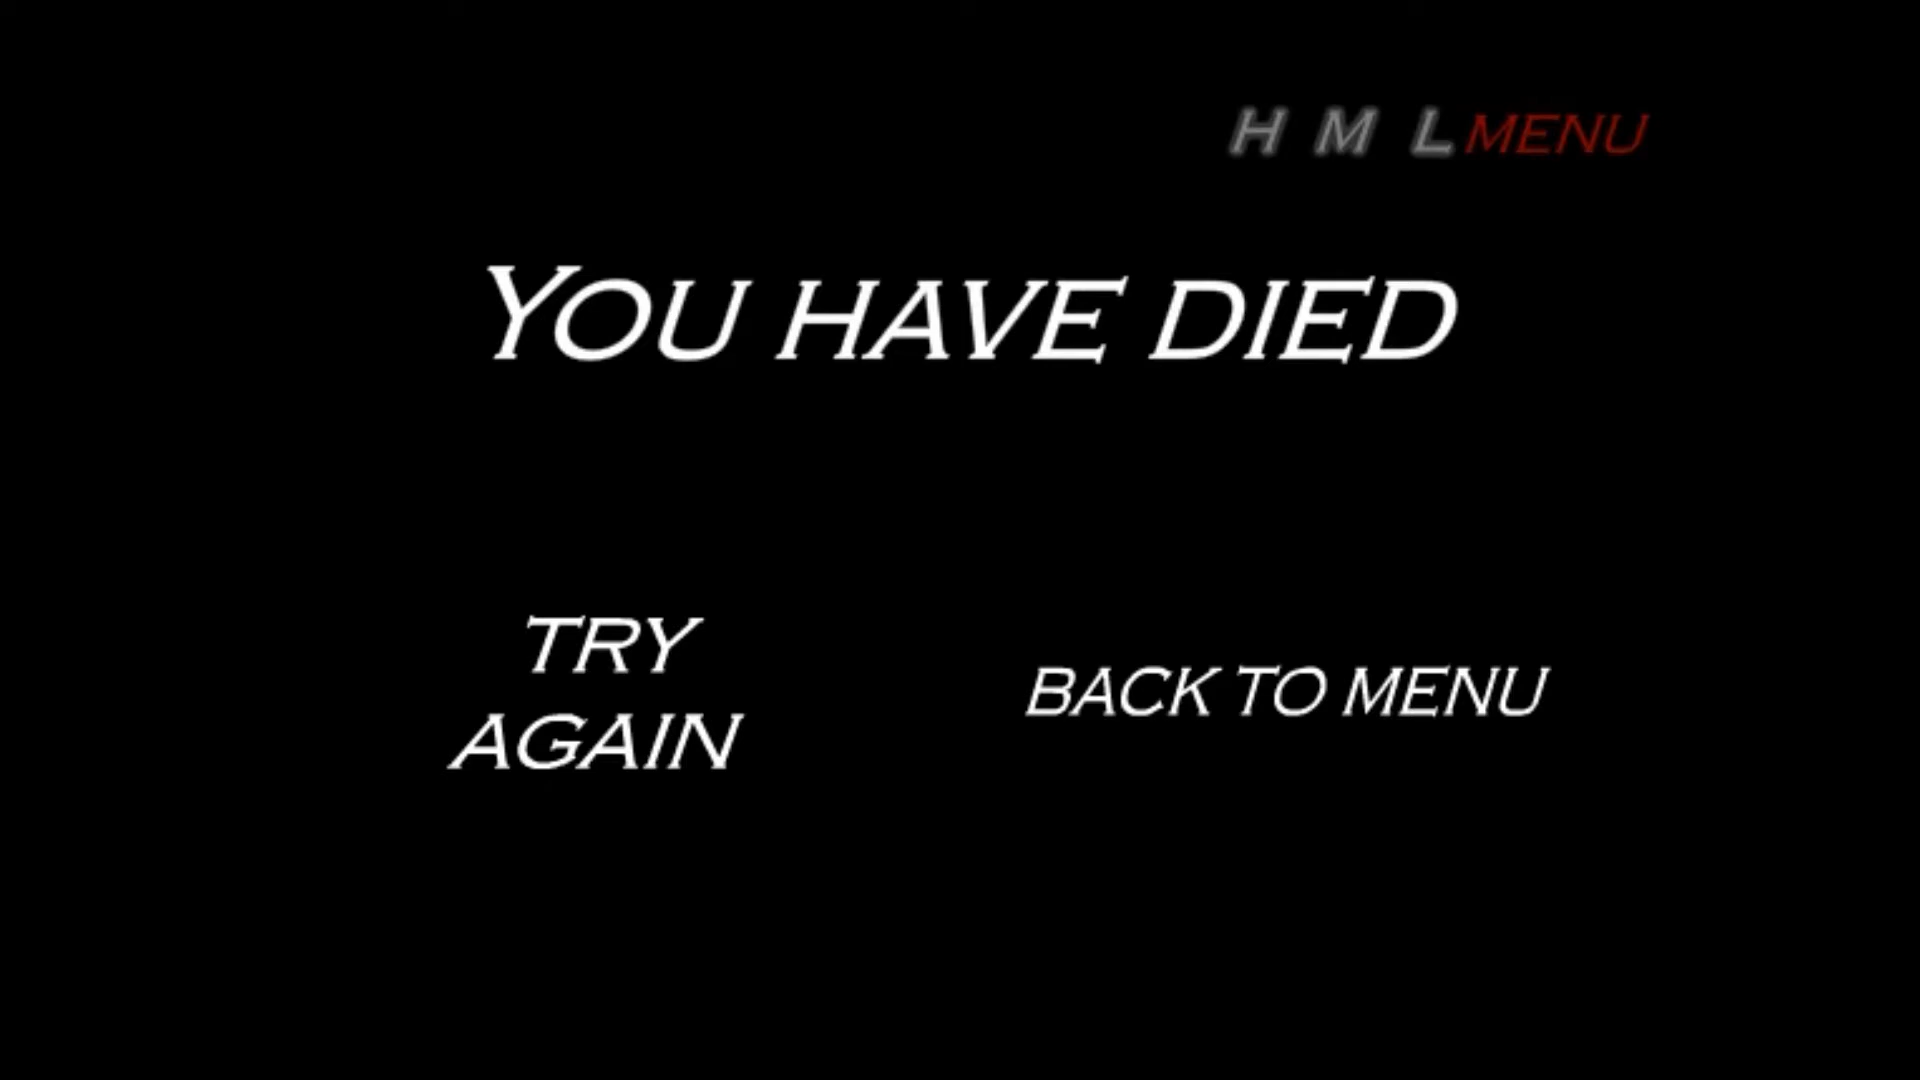 H M L MENU
YOU HAVE DIED
TRY
AGAIN
BACK TO MENU